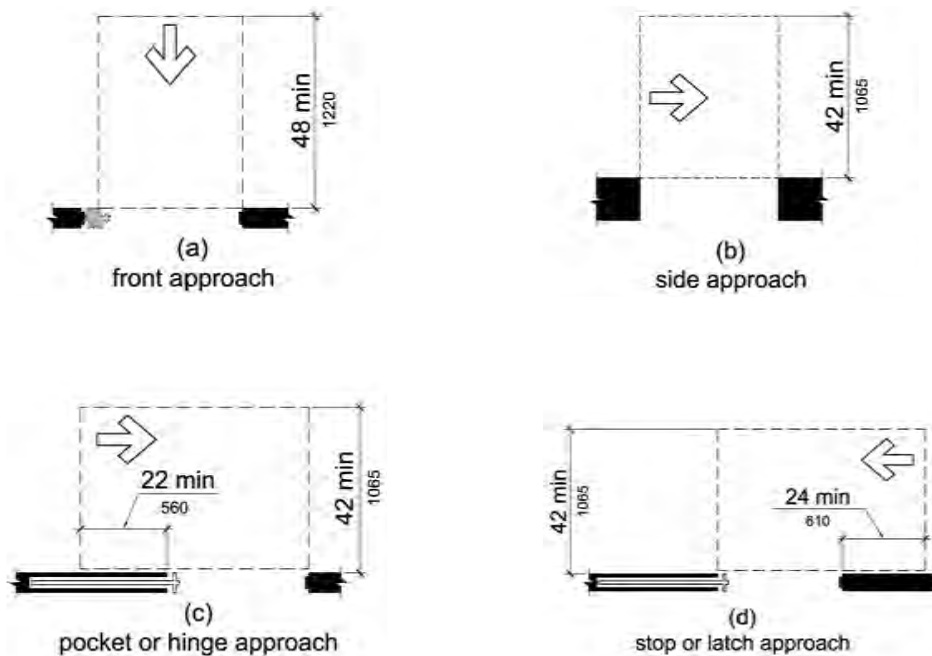 48 min
1220
(a)
front approach
42 min
1065
(b)
side approach
22 min
560
42 min
1065
(c)
pocket or hinge approach
42 min
1065
24 min
610
(d)
stop or latch approach